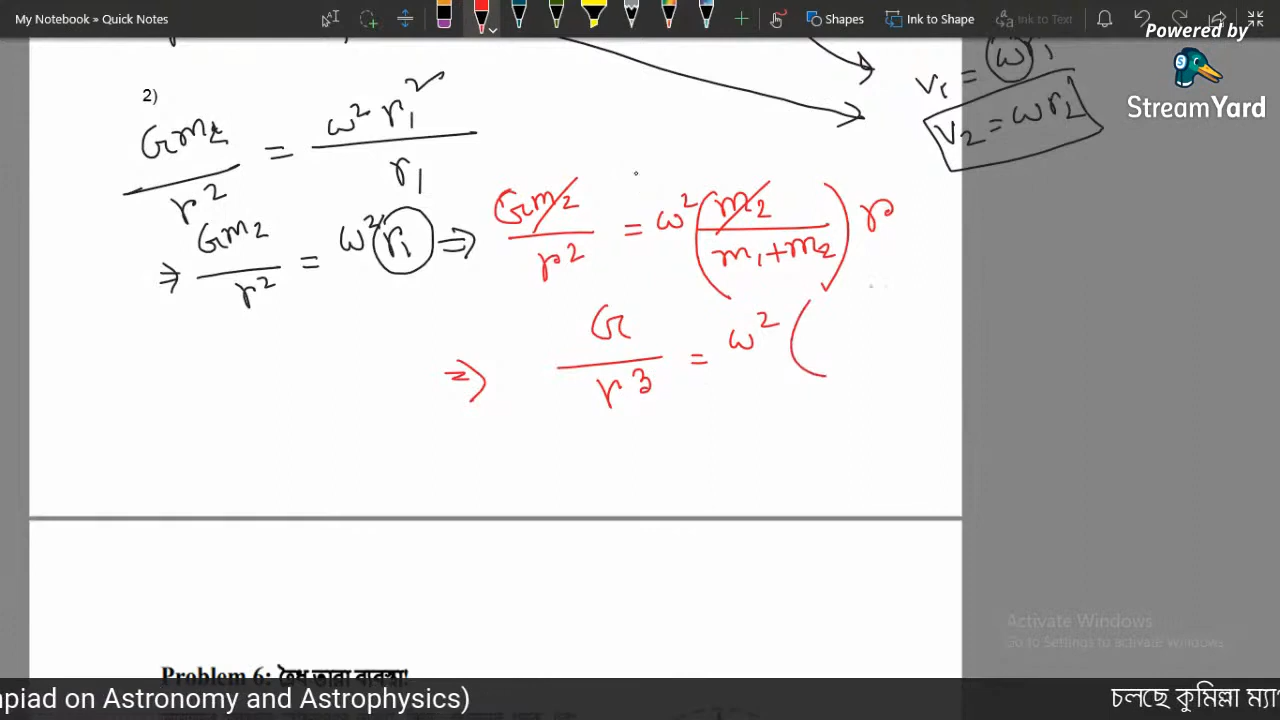 My Notebook » Quick Notes
Shapes
Ink to Shape
Ink to Text
Powered by
StreamYard
v₁ = ωr₁
v₂ = ωr₂
2)
Gm₂/r² = ω²r₁²/r₁
⇒ Gm₂/r² = ω²r₁ ⇒ Gm₂/r² = ω²(m₂/(m₁+m₂))r
⇒ G/r³ = ω²(
Activate Windows
Go to Settings to activate Windows.
Problem 6: দ্বৈত তারা ব্যবস্থা!
npiad on Astronomy and Astrophysics)
চলছে কুমিল্লা ম্যা